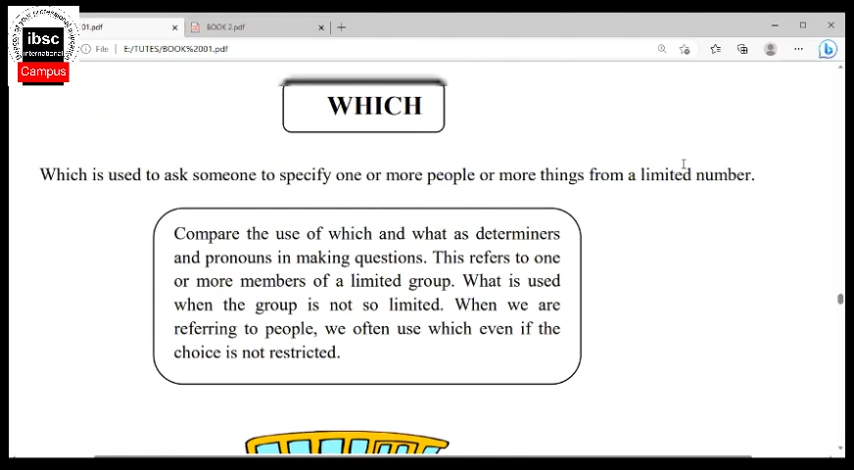 01.pdf
BOOK 2.pdf
ibsc
international
Campus
File
E:/TUTES/BOOK%2001.pdf
WHICH
Which is used to ask someone to specify one or more people or more things from a limited number.
Compare the use of which and what as determiners
and pronouns in making questions. This refers to one
or more members of a limited group. What is used
when the group is not so limited. When we are
referring to people, we often use which even if the
choice is not restricted.